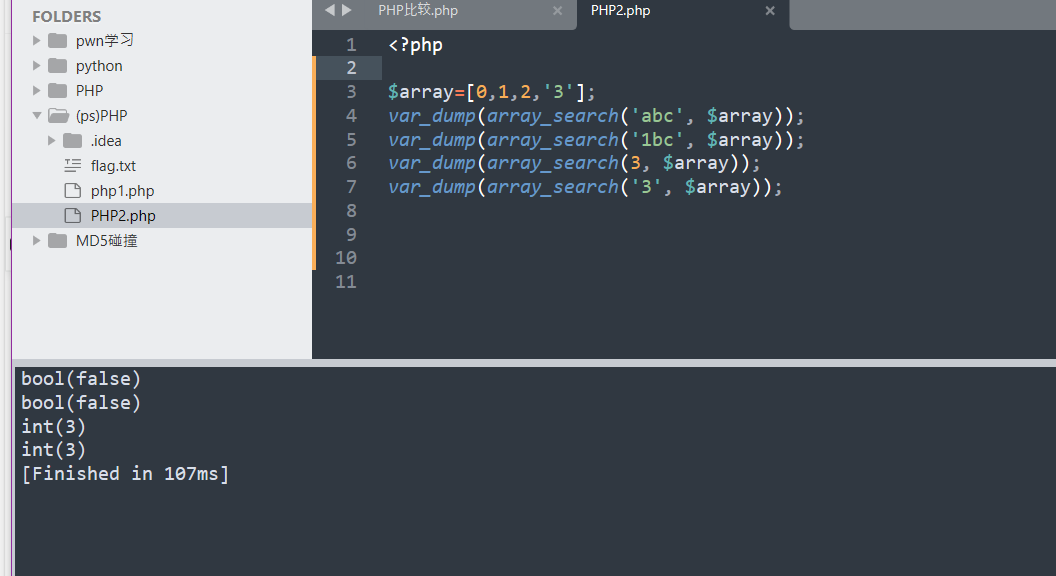 FOLDERS
pwn学习
python
PHP
(ps)PHP
.idea
flag.txt
php1.php
PHP2.php
MD5碰撞
PHP比较.php
PHP2.php
1 <?php
2
3 $array=[0,1,2,'3'];
4 var_dump(array_search('abc', $array));
5 var_dump(array_search('1bc', $array));
6 var_dump(array_search(3, $array));
7 var_dump(array_search('3', $array));
8
9
10
11
bool(false)
bool(false)
int(3)
int(3)
[Finished in 107ms]